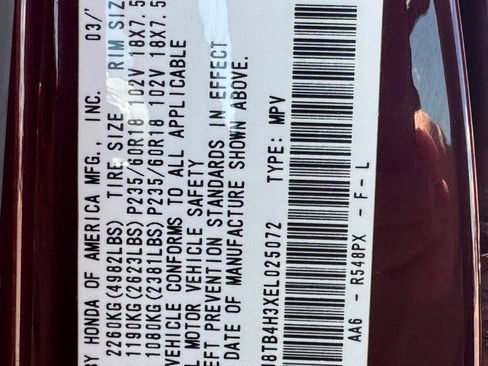 BY HONDA OF AMERICA MFG., INC. 03/
2260KG(4982LBS) TIRE SIZE RIM SIZ
1190KG(2623LBS) P235/60R18 102V 18X7.5
1080KG(2381LBS) P235/60R18 102V 18X7.5
VEHICLE CONFORMS TO ALL APPLICABLE
L MOTOR VEHICLE SAFETY
EFT PREVENTION STANDARDS IN EFFECT
DATE OF MANUFACTURE SHOWN ABOVE.
J8TB4H3XEL025072 TYPE: MPV
AA6 - R548PX - F - L